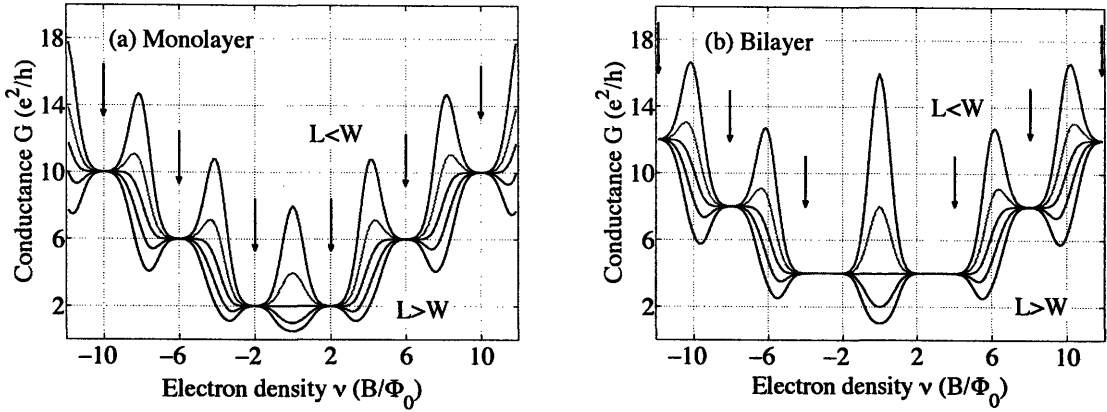 (a) Monolayer
L<W
L>W
18
14
10
6
2
Conductance G (e²/h)
−10 −6 −2 2 6 10
Electron density ν (B/Φ₀)
(b) Bilayer
L<W
L>W
18
14
10
6
2
Conductance G (e²/h)
−10 −6 −2 2 6 10
Electron density ν (B/Φ₀)